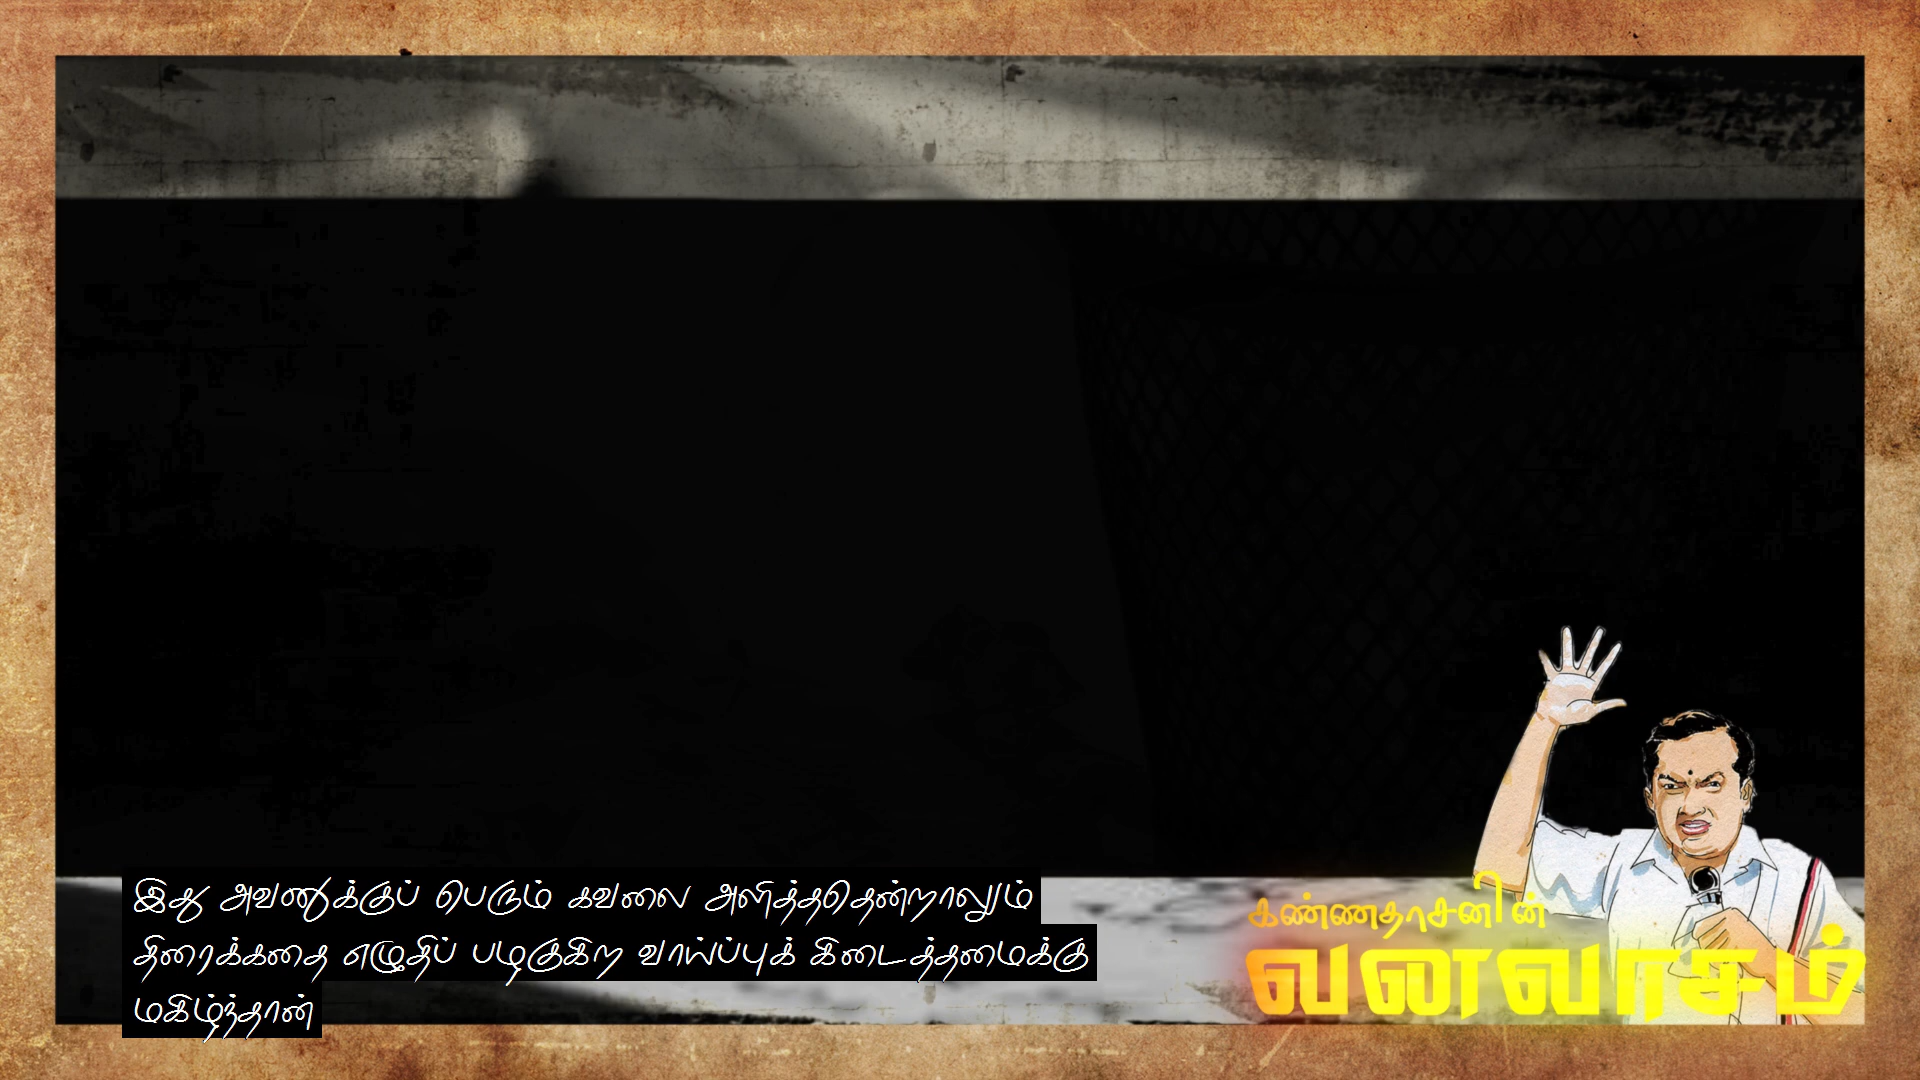 இது அவனுக்குப் பெரும் கவலை அளித்ததென்றாலும்
திரைக்கதை எழுதிப் பழகுகிற வாய்ப்புக் கிடைத்தமைக்கு
மகிழ்ந்தான்
கண்ணதாசனின்
வனவாசம்